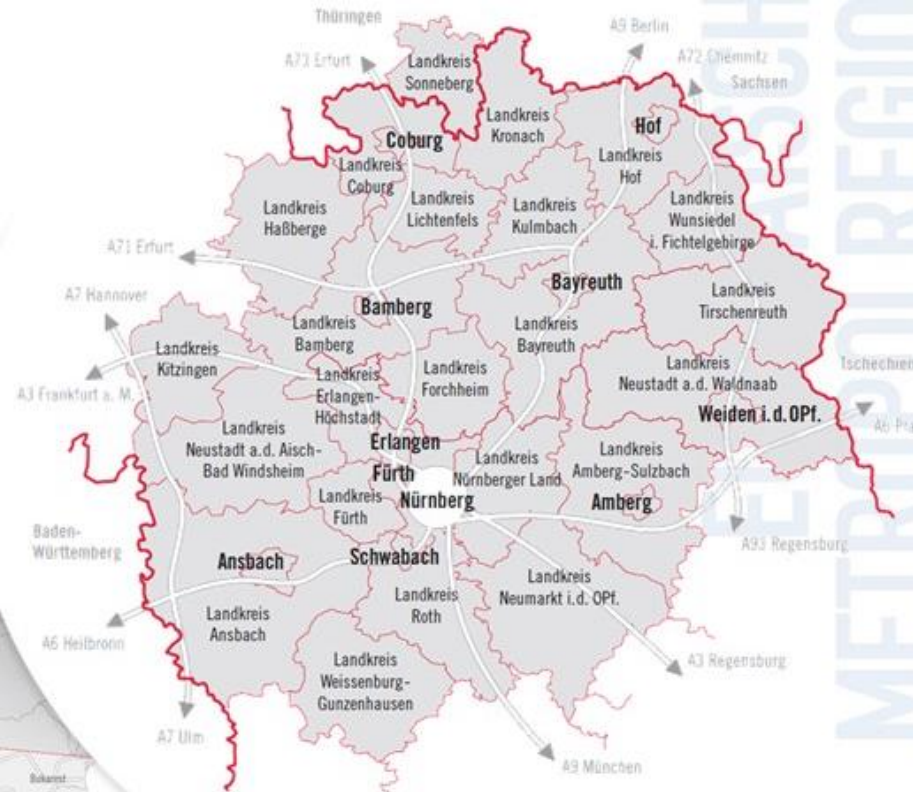 Thüringen
A9 Berlin
A73 Erfurt
A72 Chemnitz
Sachsen
Landkreis
Sonneberg
Landkreis
Kronach
Hof
Landkreis
Hof
Coburg
Landkreis
Coburg
Landkreis
Haßberge
Landkreis
Lichtenfels
Landkreis
Kulmbach
Landkreis
Wunsiedel
i. Fichtelgebirge
A71 Erfurt
A7 Hannover
Bayreuth
Landkreis
Tirschenreuth
Bamberg
Landkreis
Bamberg
Landkreis
Bayreuth
Landkreis
Kitzingen
A3 Frankfurt a. M.
Landkreis
Erlangen-
Höchstadt
Landkreis
Forchheim
Landkreis
Neustadt a.d. Waldnaab
Tschechien
Weiden i.d.OPf.
Landkreis
Neustadt a.d. Aisch-
Bad Windsheim
Erlangen
Fürth
Nürnberg
Landkreis
Nürnberger Land
Landkreis
Amberg-Sulzbach
Amberg
Landkreis
Fürth
Baden-
Württemberg
A93 Regensburg
Ansbach
Schwabach
Landkreis
Ansbach
Landkreis
Roth
Landkreis
Neumarkt i.d. OPf.
A6 Heilbronn
A3 Regensburg
Landkreis
Weissenburg-
Gunzenhausen
A7 Ulm
A9 München
Bukarest